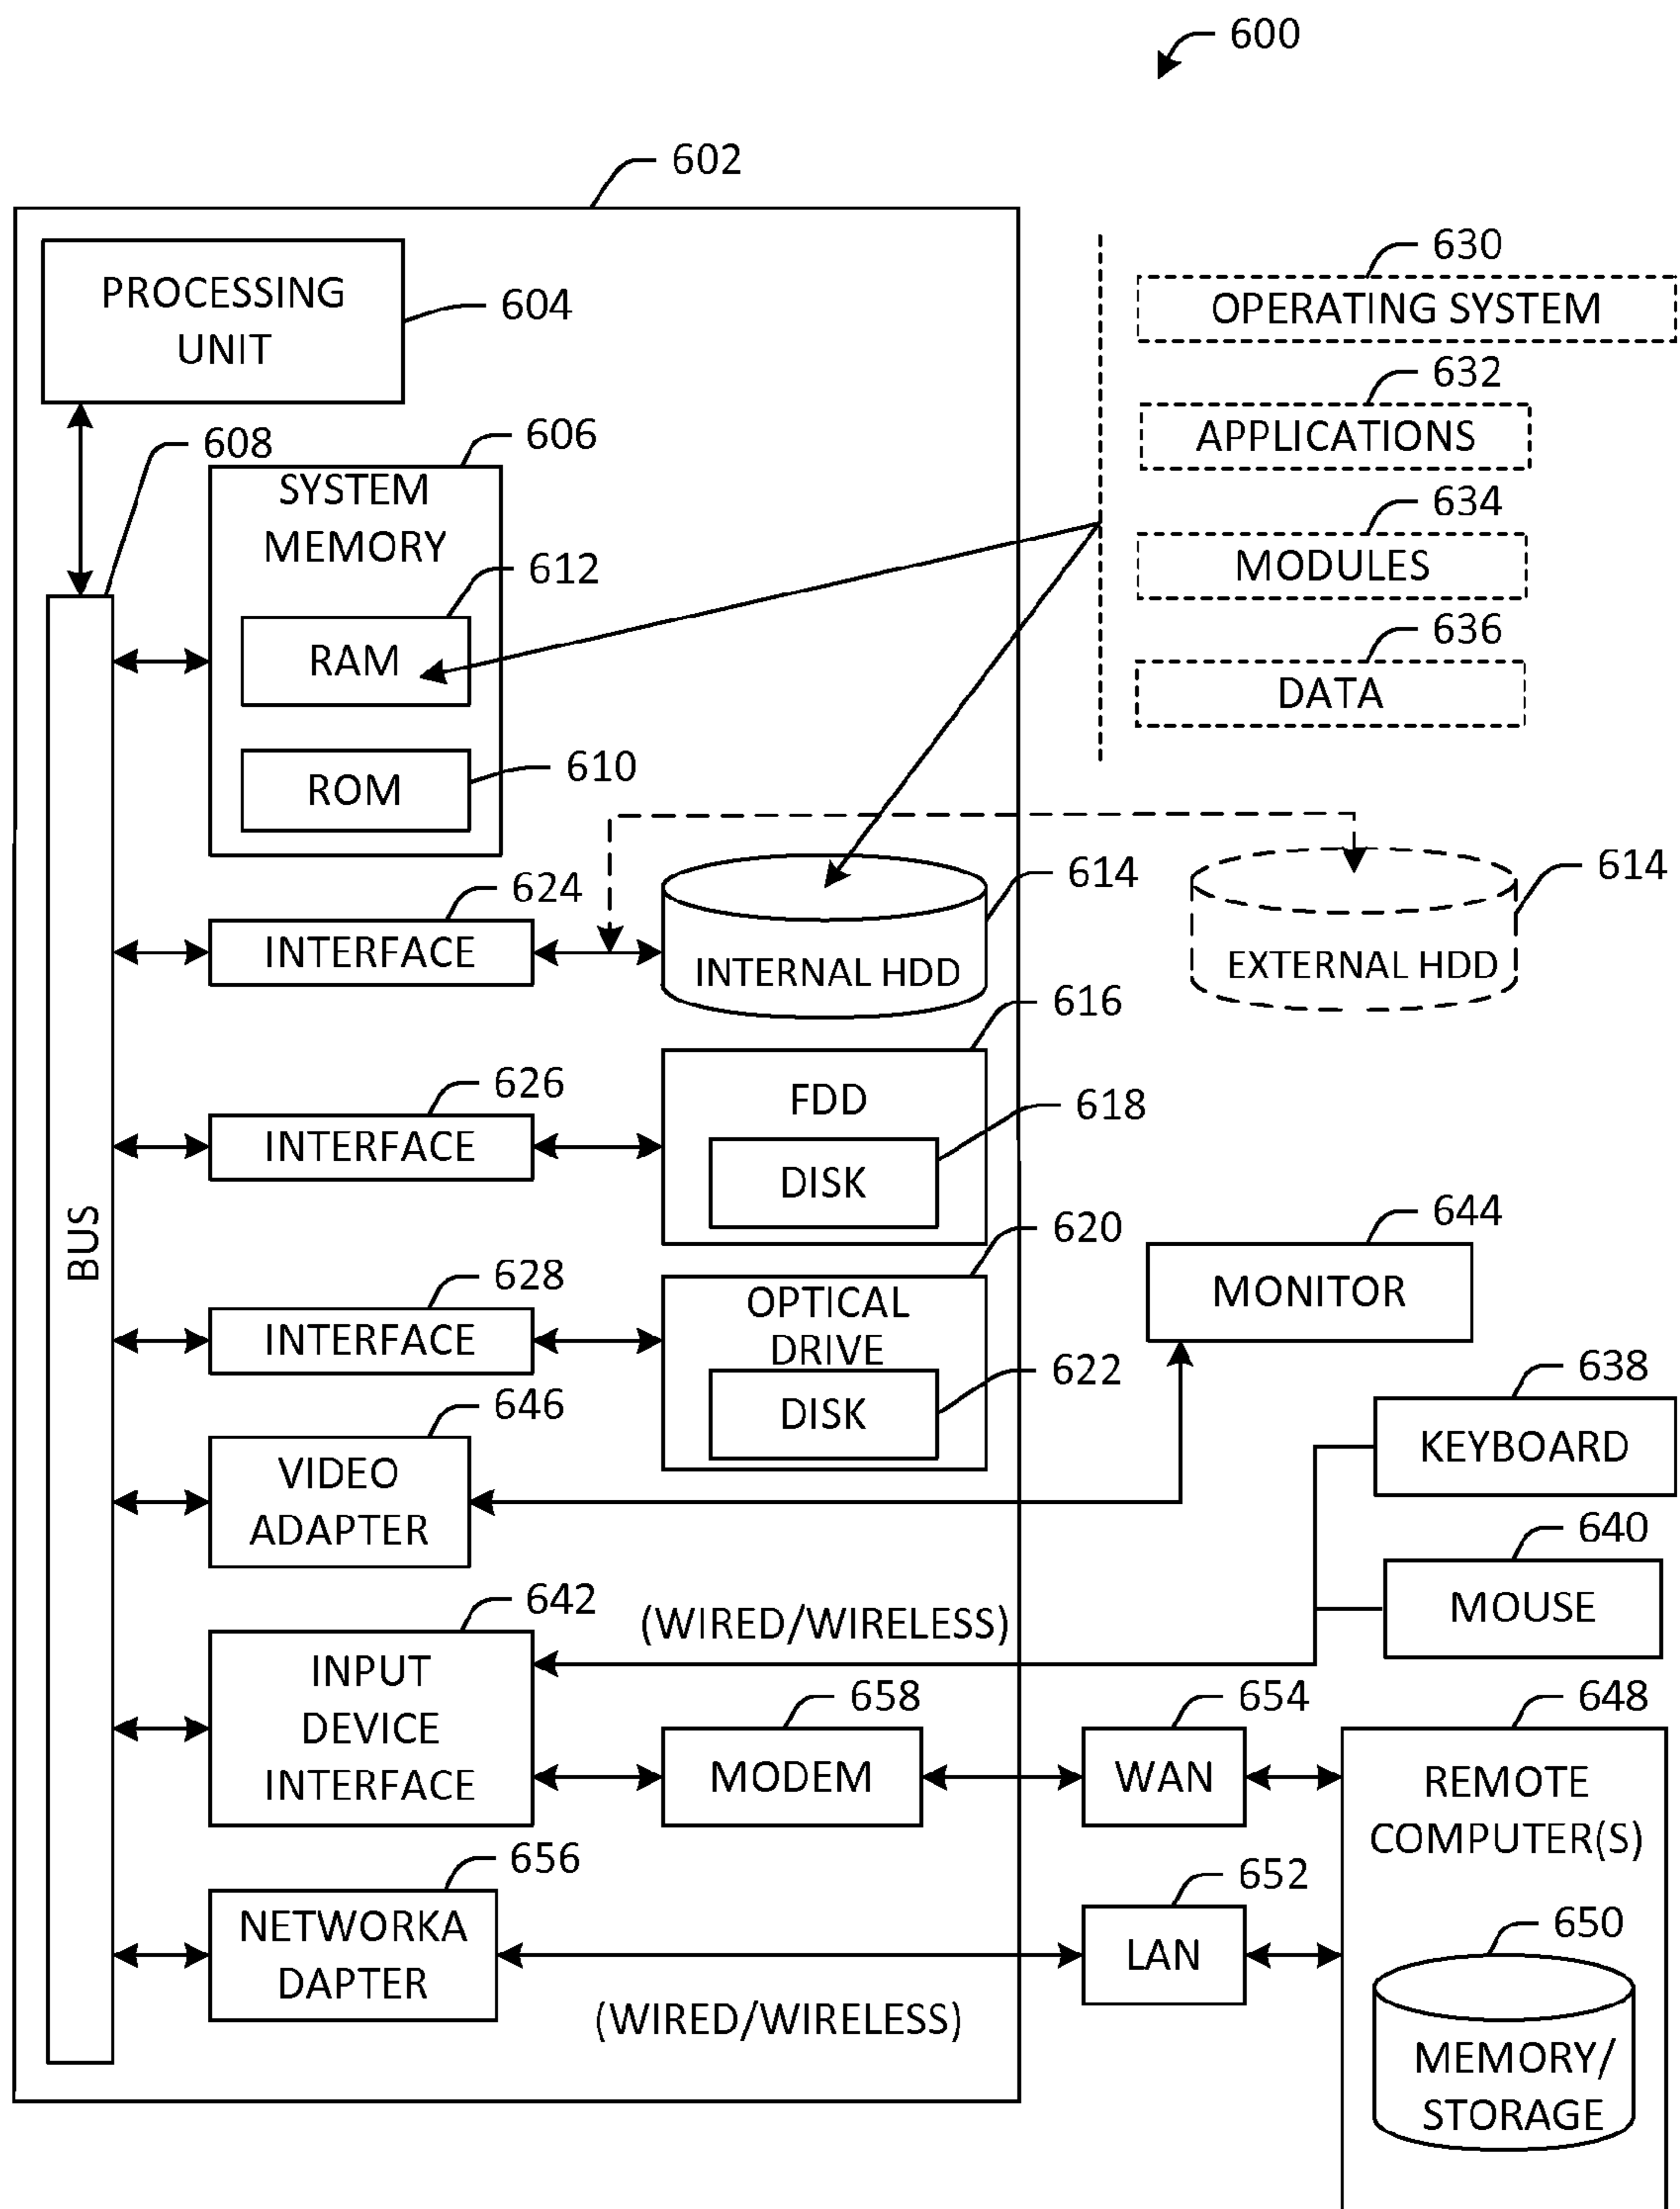 600
602
PROCESSING
UNIT
604
630
OPERATING SYSTEM
632
APPLICATIONS
634
MODULES
636
DATA
608
606
SYSTEM
MEMORY
612
RAM
610
ROM
BUS
624
INTERFACE
614
INTERNAL HDD
614
EXTERNAL HDD
616
626
INTERFACE
FDD
618
DISK
620
628
INTERFACE
OPTICAL
DRIVE
622
DISK
644
MONITOR
638
KEYBOARD
646
VIDEO
ADAPTER
640
MOUSE
642
INPUT
DEVICE
INTERFACE
(WIRED/WIRELESS)
658
MODEM
654
WAN
648
REMOTE
COMPUTER(S)
656
NETWORKA
DAPTER
652
LAN
650
MEMORY/
STORAGE
(WIRED/WIRELESS)